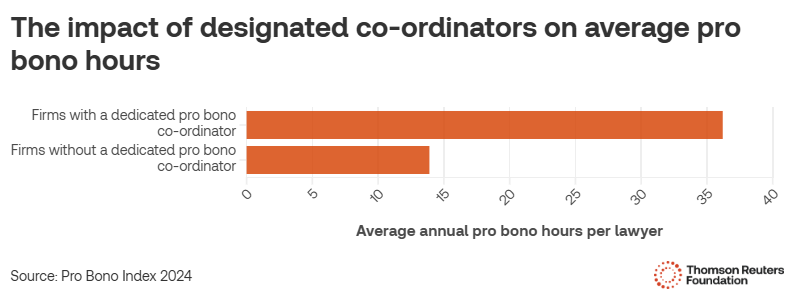 The impact of designated co-ordinators on average pro
bono hours
Firms with a dedicated pro bono
co-ordinator
Firms without a dedicated pro bono
co-ordinator
0
5
10
15
20
25
30
35
40
Average annual pro bono hours per lawyer
Source: Pro Bono Index 2024
Thomson Reuters
Foundation